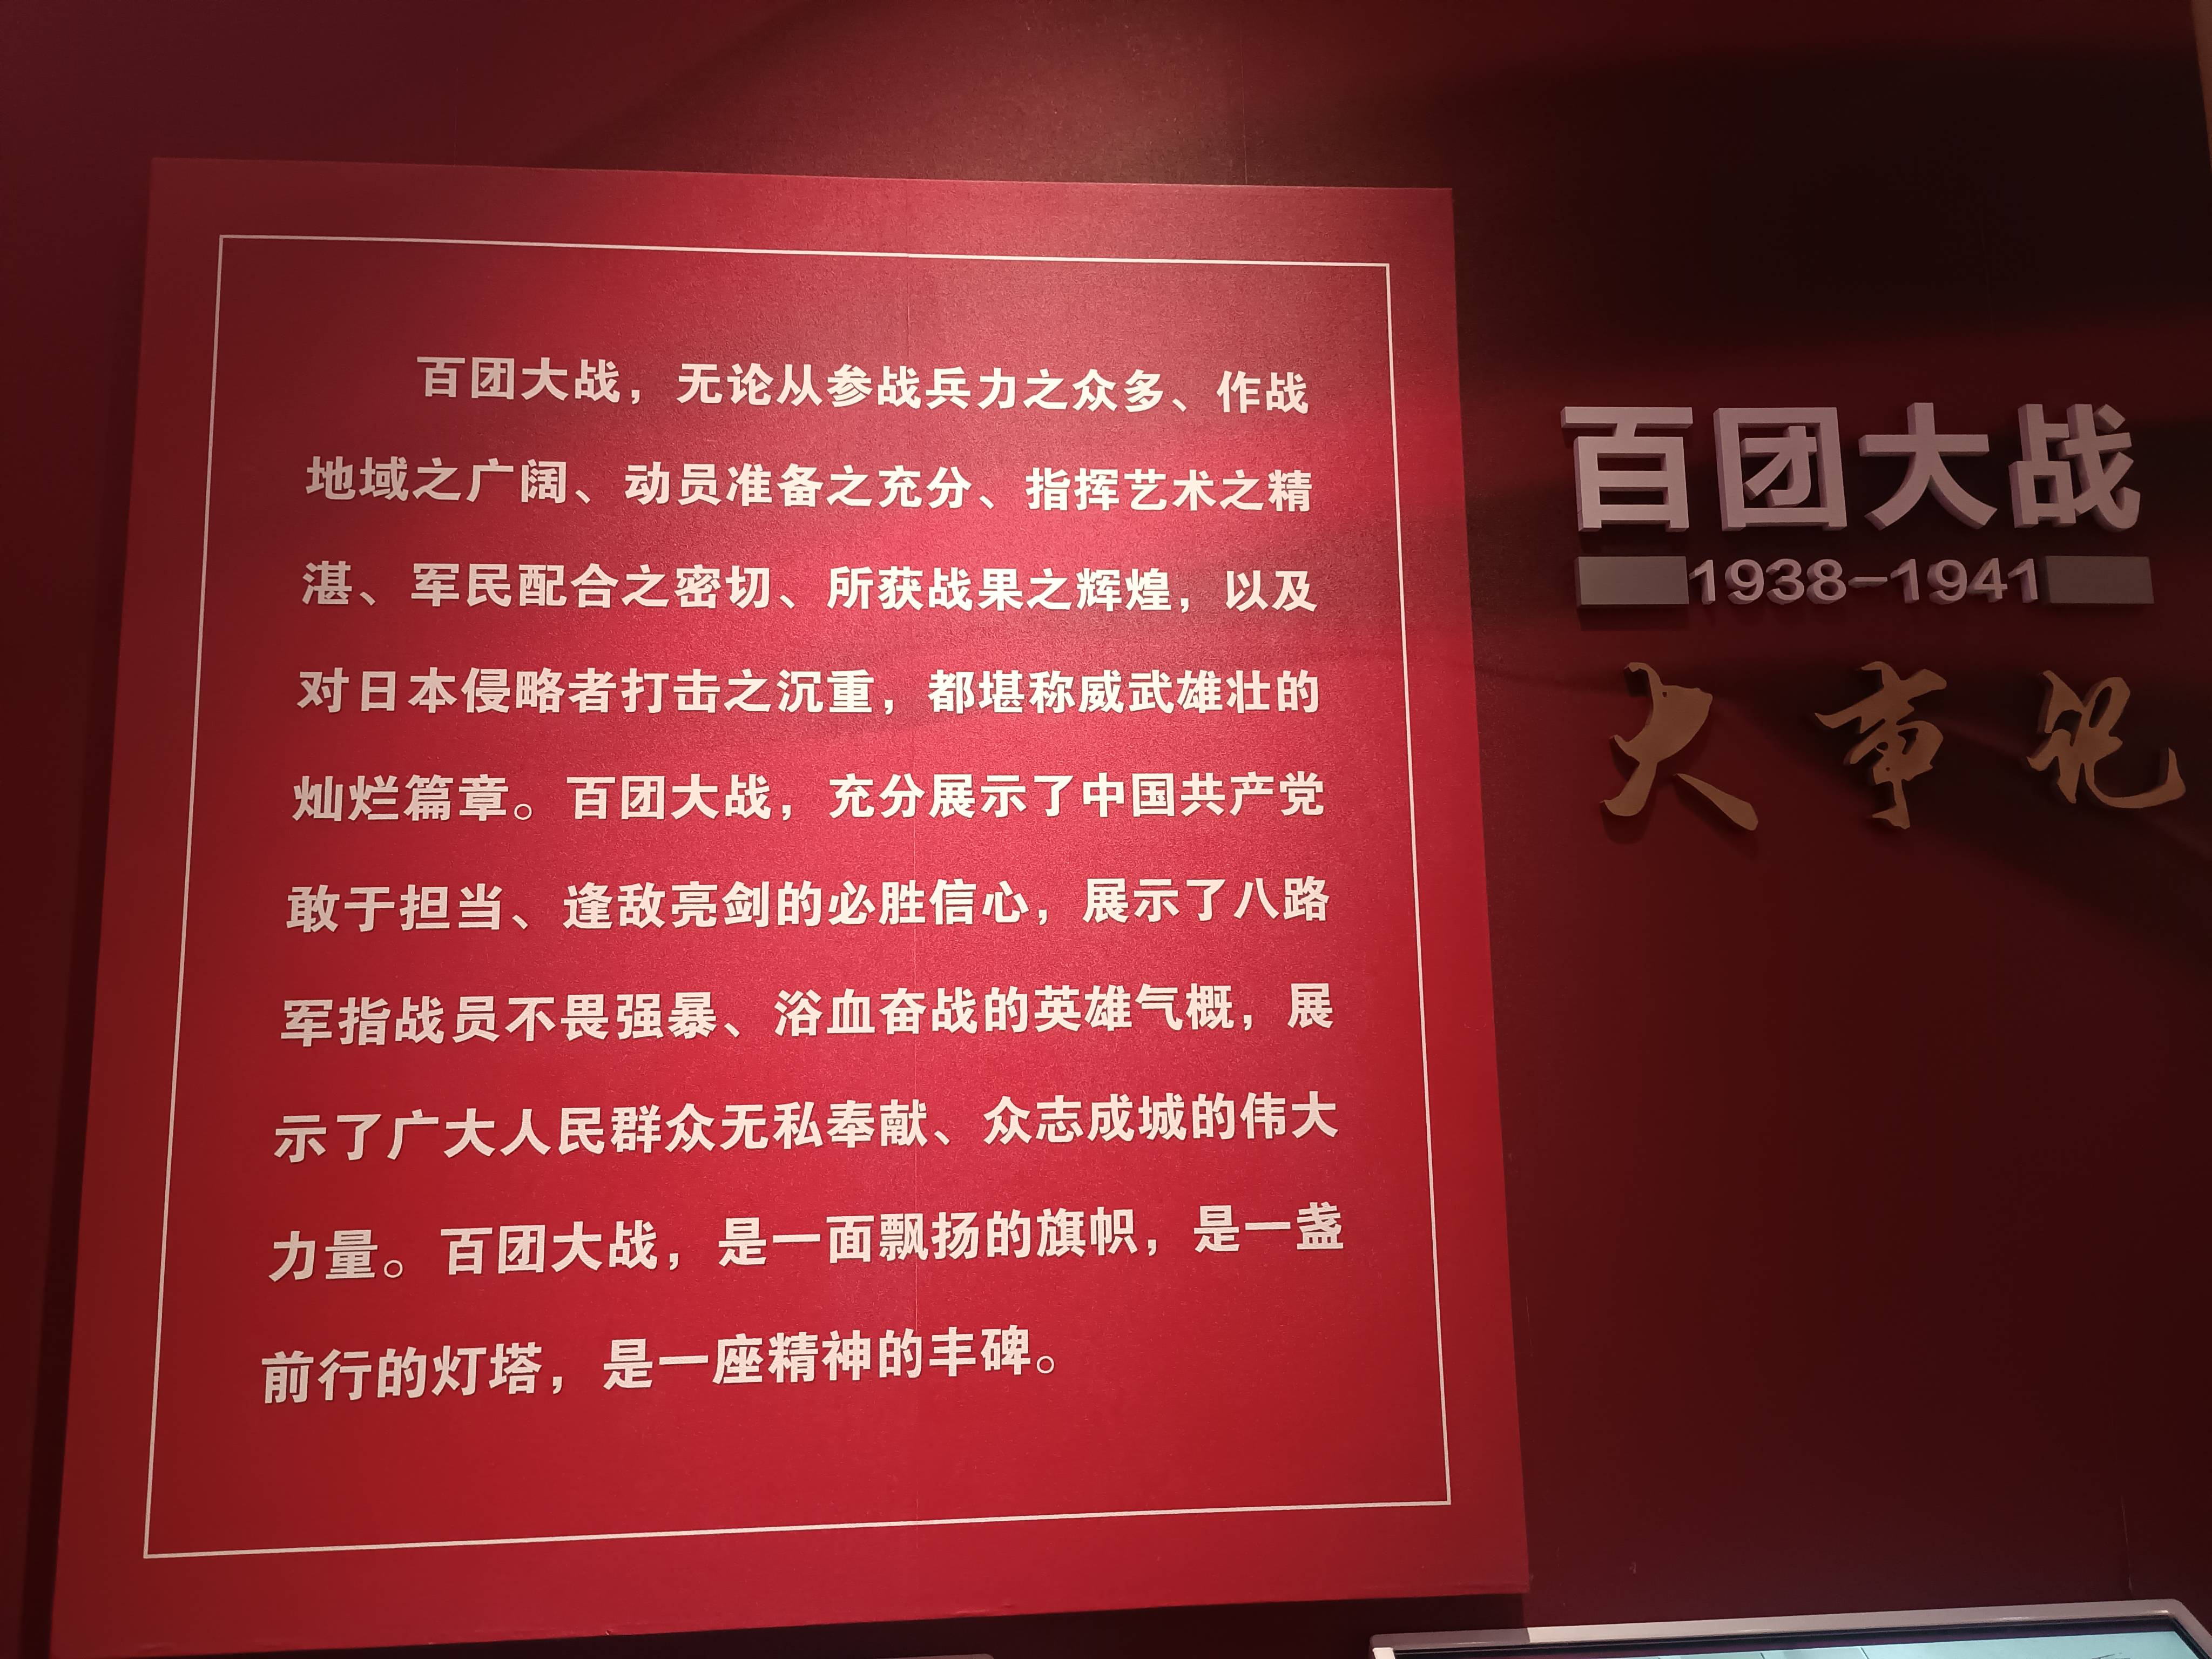 百团大战，无论从参战兵力之众多、作战
地域之广阔、动员准备之充分、指挥艺术之精
湛、军民配合之密切、所获战果之辉煌，以及
对日本侵略者打击之沉重，都堪称威武雄壮的
灿烂篇章。百团大战，充分展示了中国共产党
敢于担当、逢敌亮剑的必胜信心，展示了八路
军指战员不畏强暴、浴血奋战的英雄气概，展
示了广大人民群众无私奉献、众志成城的伟大
力量。百团大战，是一面飘扬的旗帜，是一盏
前行的灯塔，是一座精神的丰碑。
百团大战
1938-1941
大事记